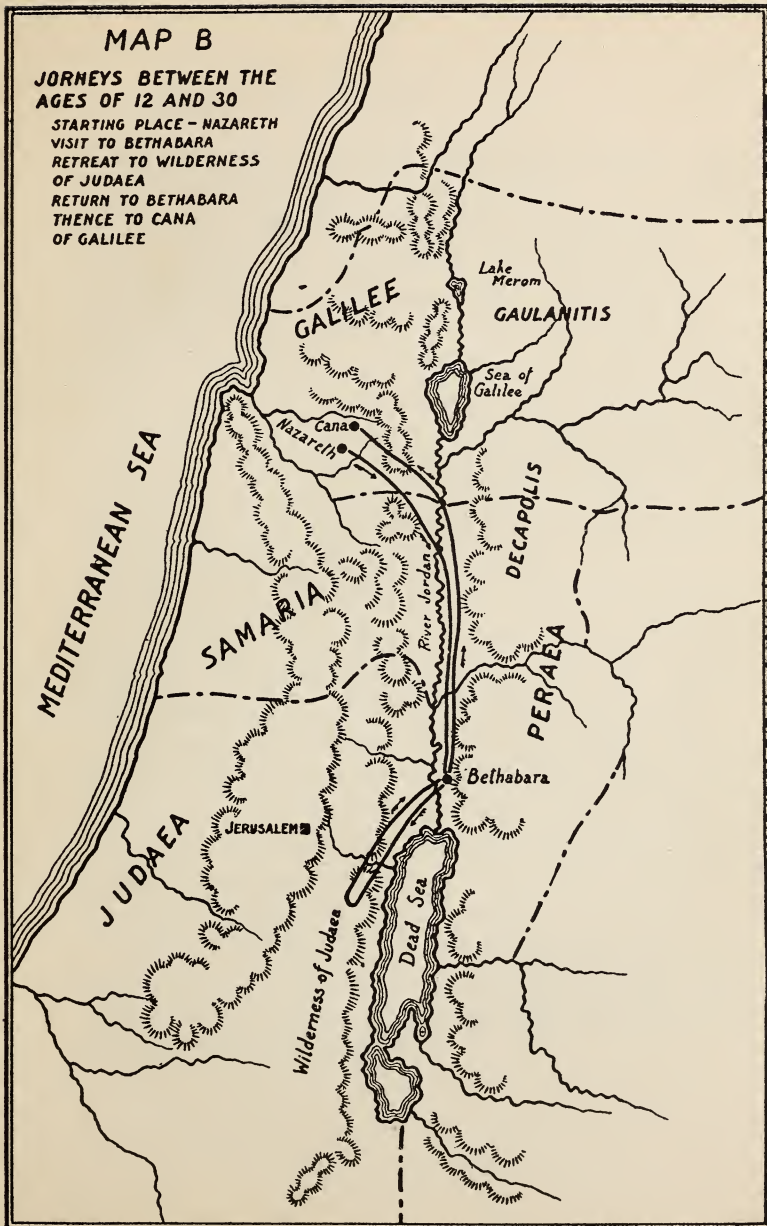 MAP B
JORNEYS BETWEEN THE
AGES OF 12 AND 30
STARTING PLACE – NAZARETH
VISIT TO BETHABARA
RETREAT TO WILDERNESS
OF JUDAEA
RETURN TO BETHABARA
THENCE TO CANA
OF GALILEE
Lake
Merom
GALILEE
GAULANITIS
Sea of
Galilee
Cana
Nazareth
MEDITERRANEAN SEA
DECAPOLIS
River Jordan
SAMARIA
PERAEA
Bethabara
JERUSALEM
JUDAEA
Dead Sea
Wilderness of Judaea